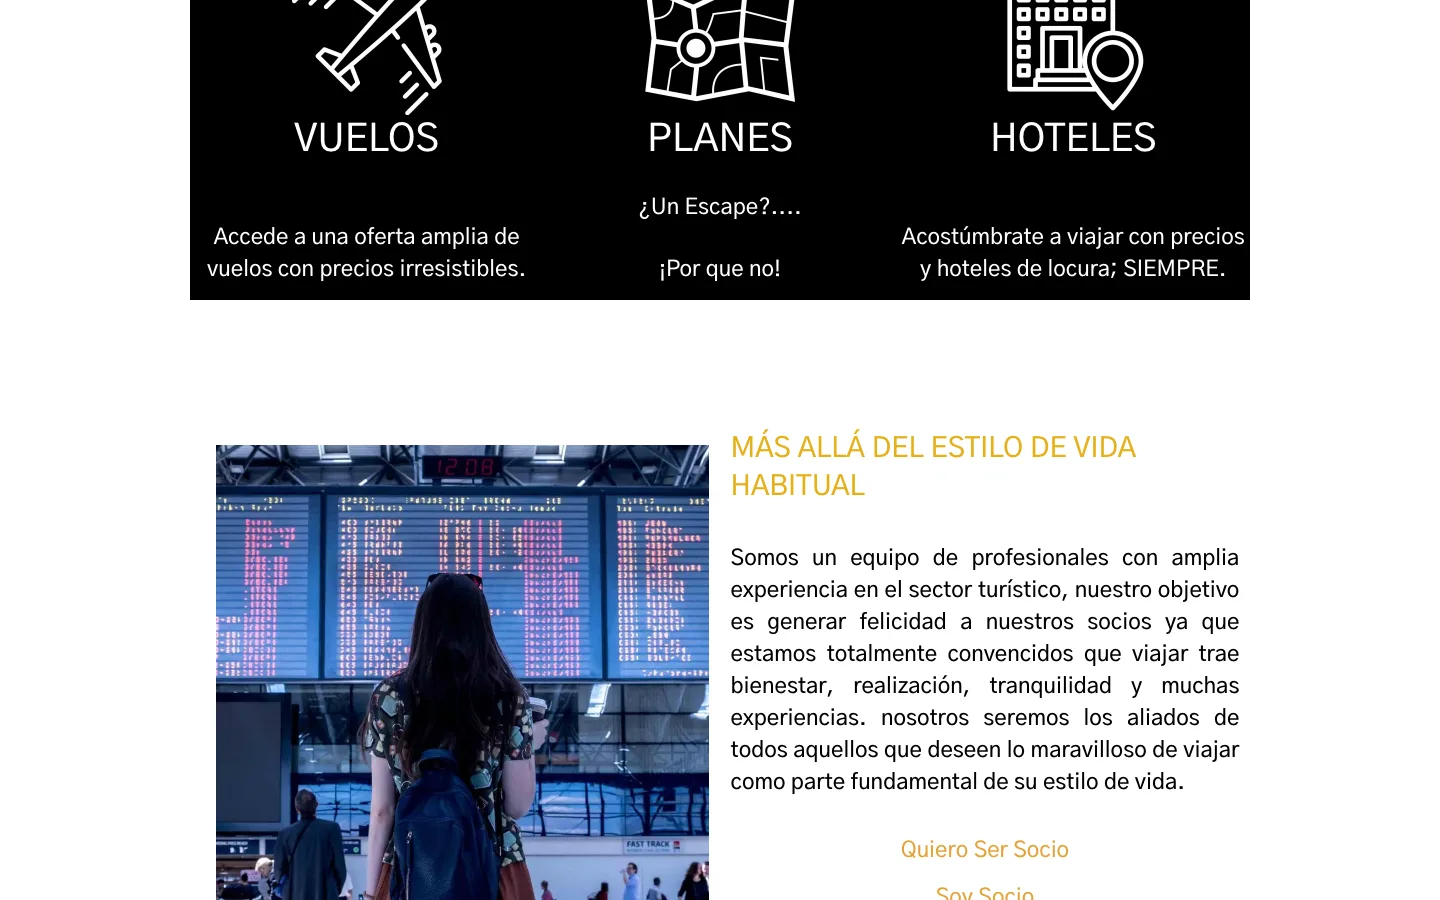 VUELOS
Accede a una oferta amplia de
vuelos con precios irresistibles.
PLANES
¿Un Escape?....
¡Por que no!
HOTELES
Acostúmbrate a viajar con precios
y hoteles de locura; SIEMPRE.
12 08
FAST TRACK
MÁS ALLÁ DEL ESTILO DE VIDA
HABITUAL
Somos un equipo de profesionales con amplia
experiencia en el sector turístico, nuestro objetivo
es generar felicidad a nuestros socios ya que
estamos totalmente convencidos que viajar trae
bienestar, realización, tranquilidad y muchas
experiencias. nosotros seremos los aliados de
todos aquellos que deseen lo maravilloso de viajar
como parte fundamental de su estilo de vida.
Quiero Ser Socio
Soy Socio